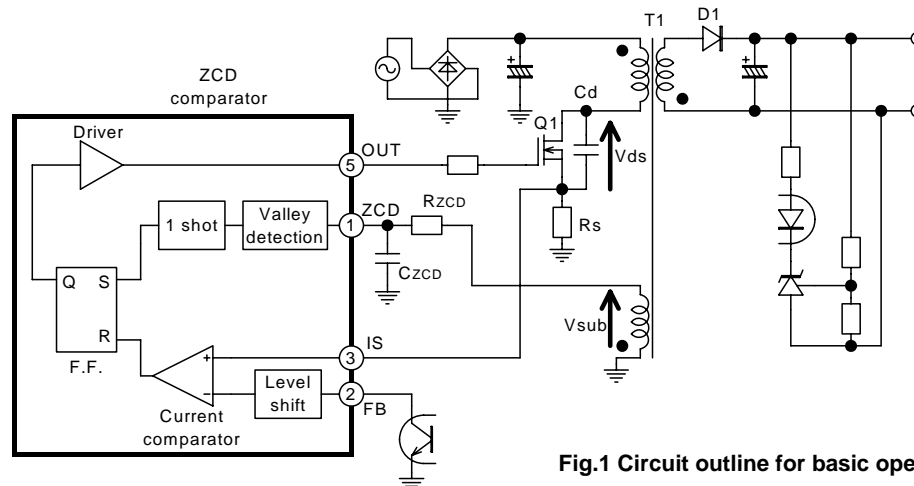 T1
D1
ZCD
comparator
Cd
Driver
Q1
OUT
5
Vds
1 shot
Valley
detection
ZCD
1
RZCD
Rs
CZCD
Q
S
R
F.F.
Vsub
IS
3
+
−
Level
shift
2
FB
Current
comparator
+
+
Fig.1 Circuit outline for basic ope